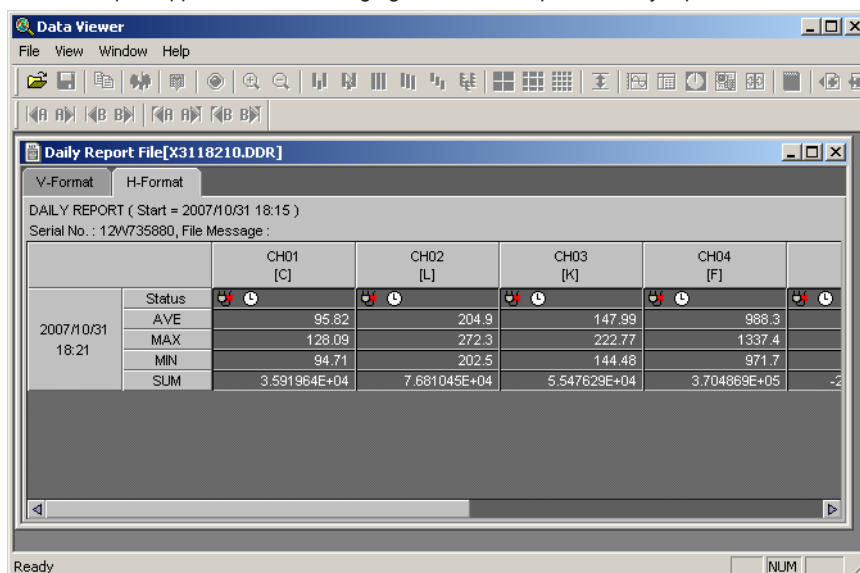 Data Viewer
File View Window Help
Daily Report File[X3118210.DDR]
V-Format H-Format
DAILY REPORT ( Start = 2007/10/31 18:15 )
Serial No. : 12W735880, File Message :
CH01 CH02 CH03 CH04
[C] [L] [K] [F]
2007/10/31 18:21
Status
AVE 95.82 204.9 147.99 988.3
MAX 128.09 272.3 222.77 1337.4
MIN 94.71 202.5 144.48 971.7
SUM 3.591964E+04 7.681045E+04 5.547629E+04 3.704869E+05 -2
Ready NUM